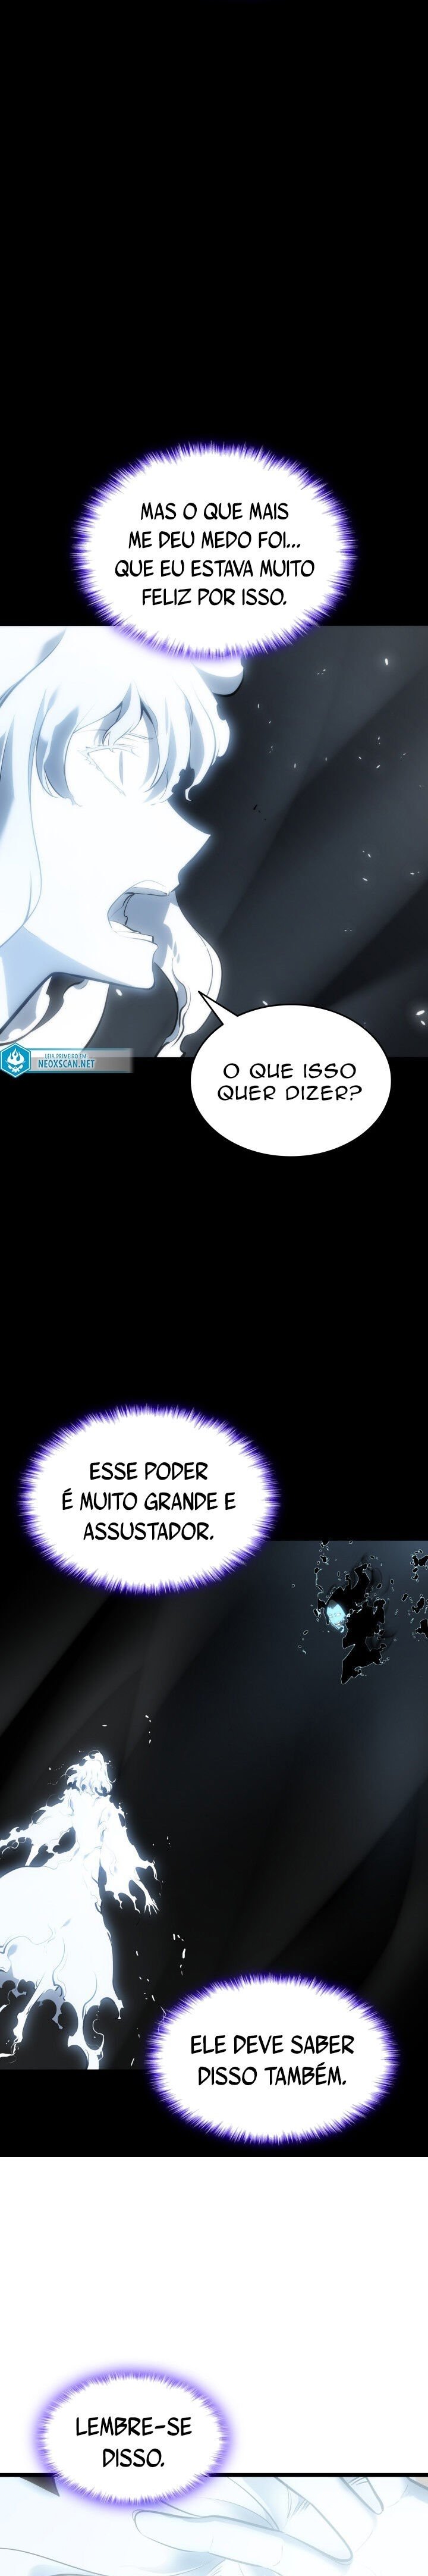 MAS O QUE MAIS
ME DEU MEDO FOI...
QUE EU ESTAVA MUITO
FELIZ POR ISSO.
LEIA PRIMEIRO EM
NEOXSCAN.NET
O QUE ISSO
QUER DIZER?
ESSE PODER
É MUITO GRANDE E
ASSUSTADOR.
ELE DEVE SABER
DISSO TAMBÉM.
LEMBRE-SE
DISSO.